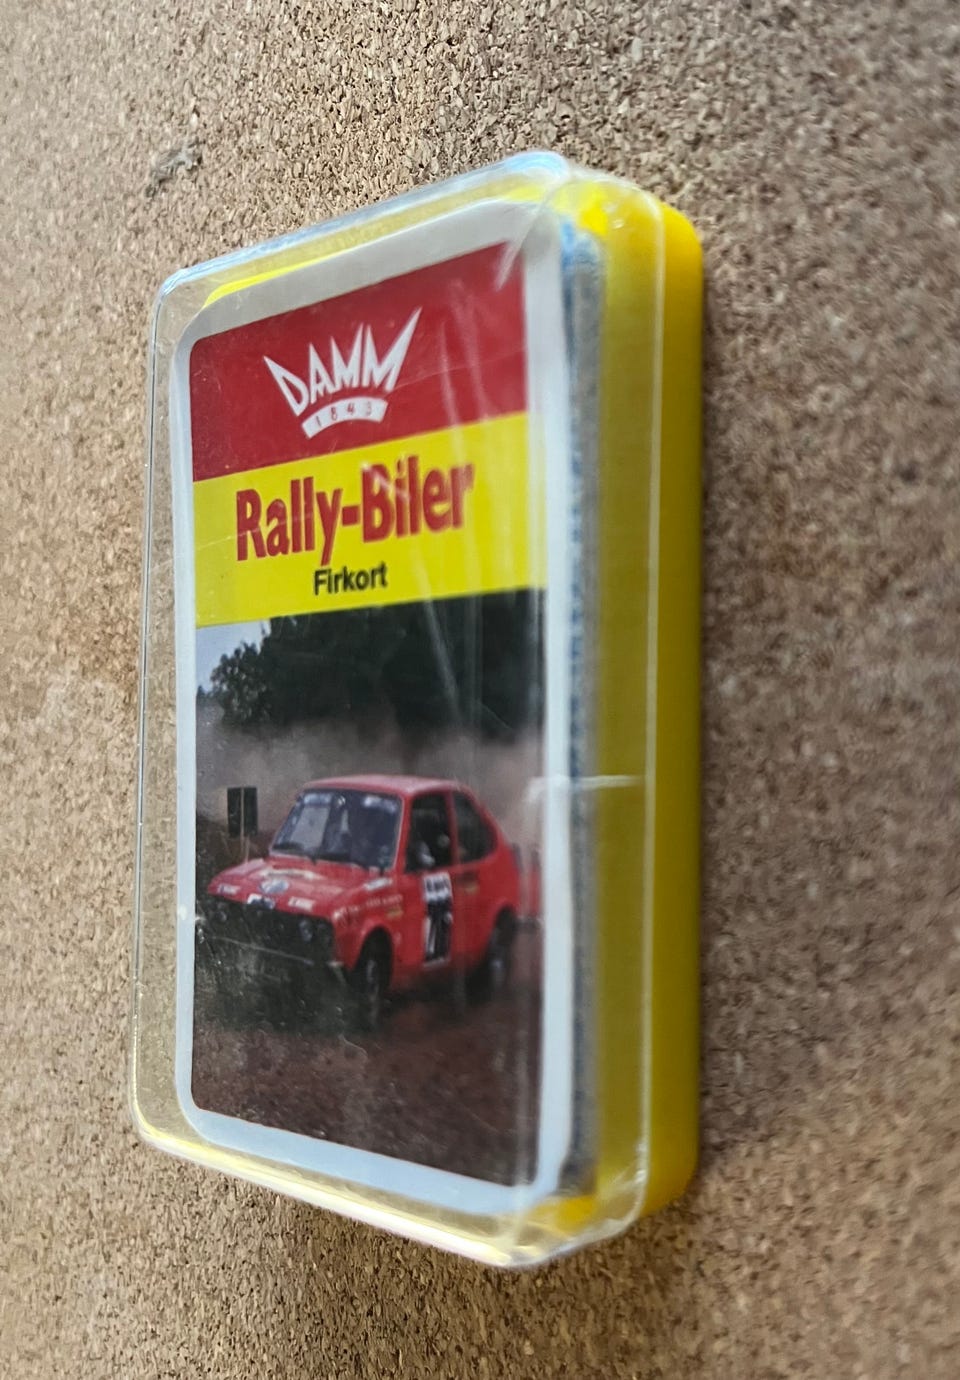 DAMM
1843
Rally-Biler
Firkort